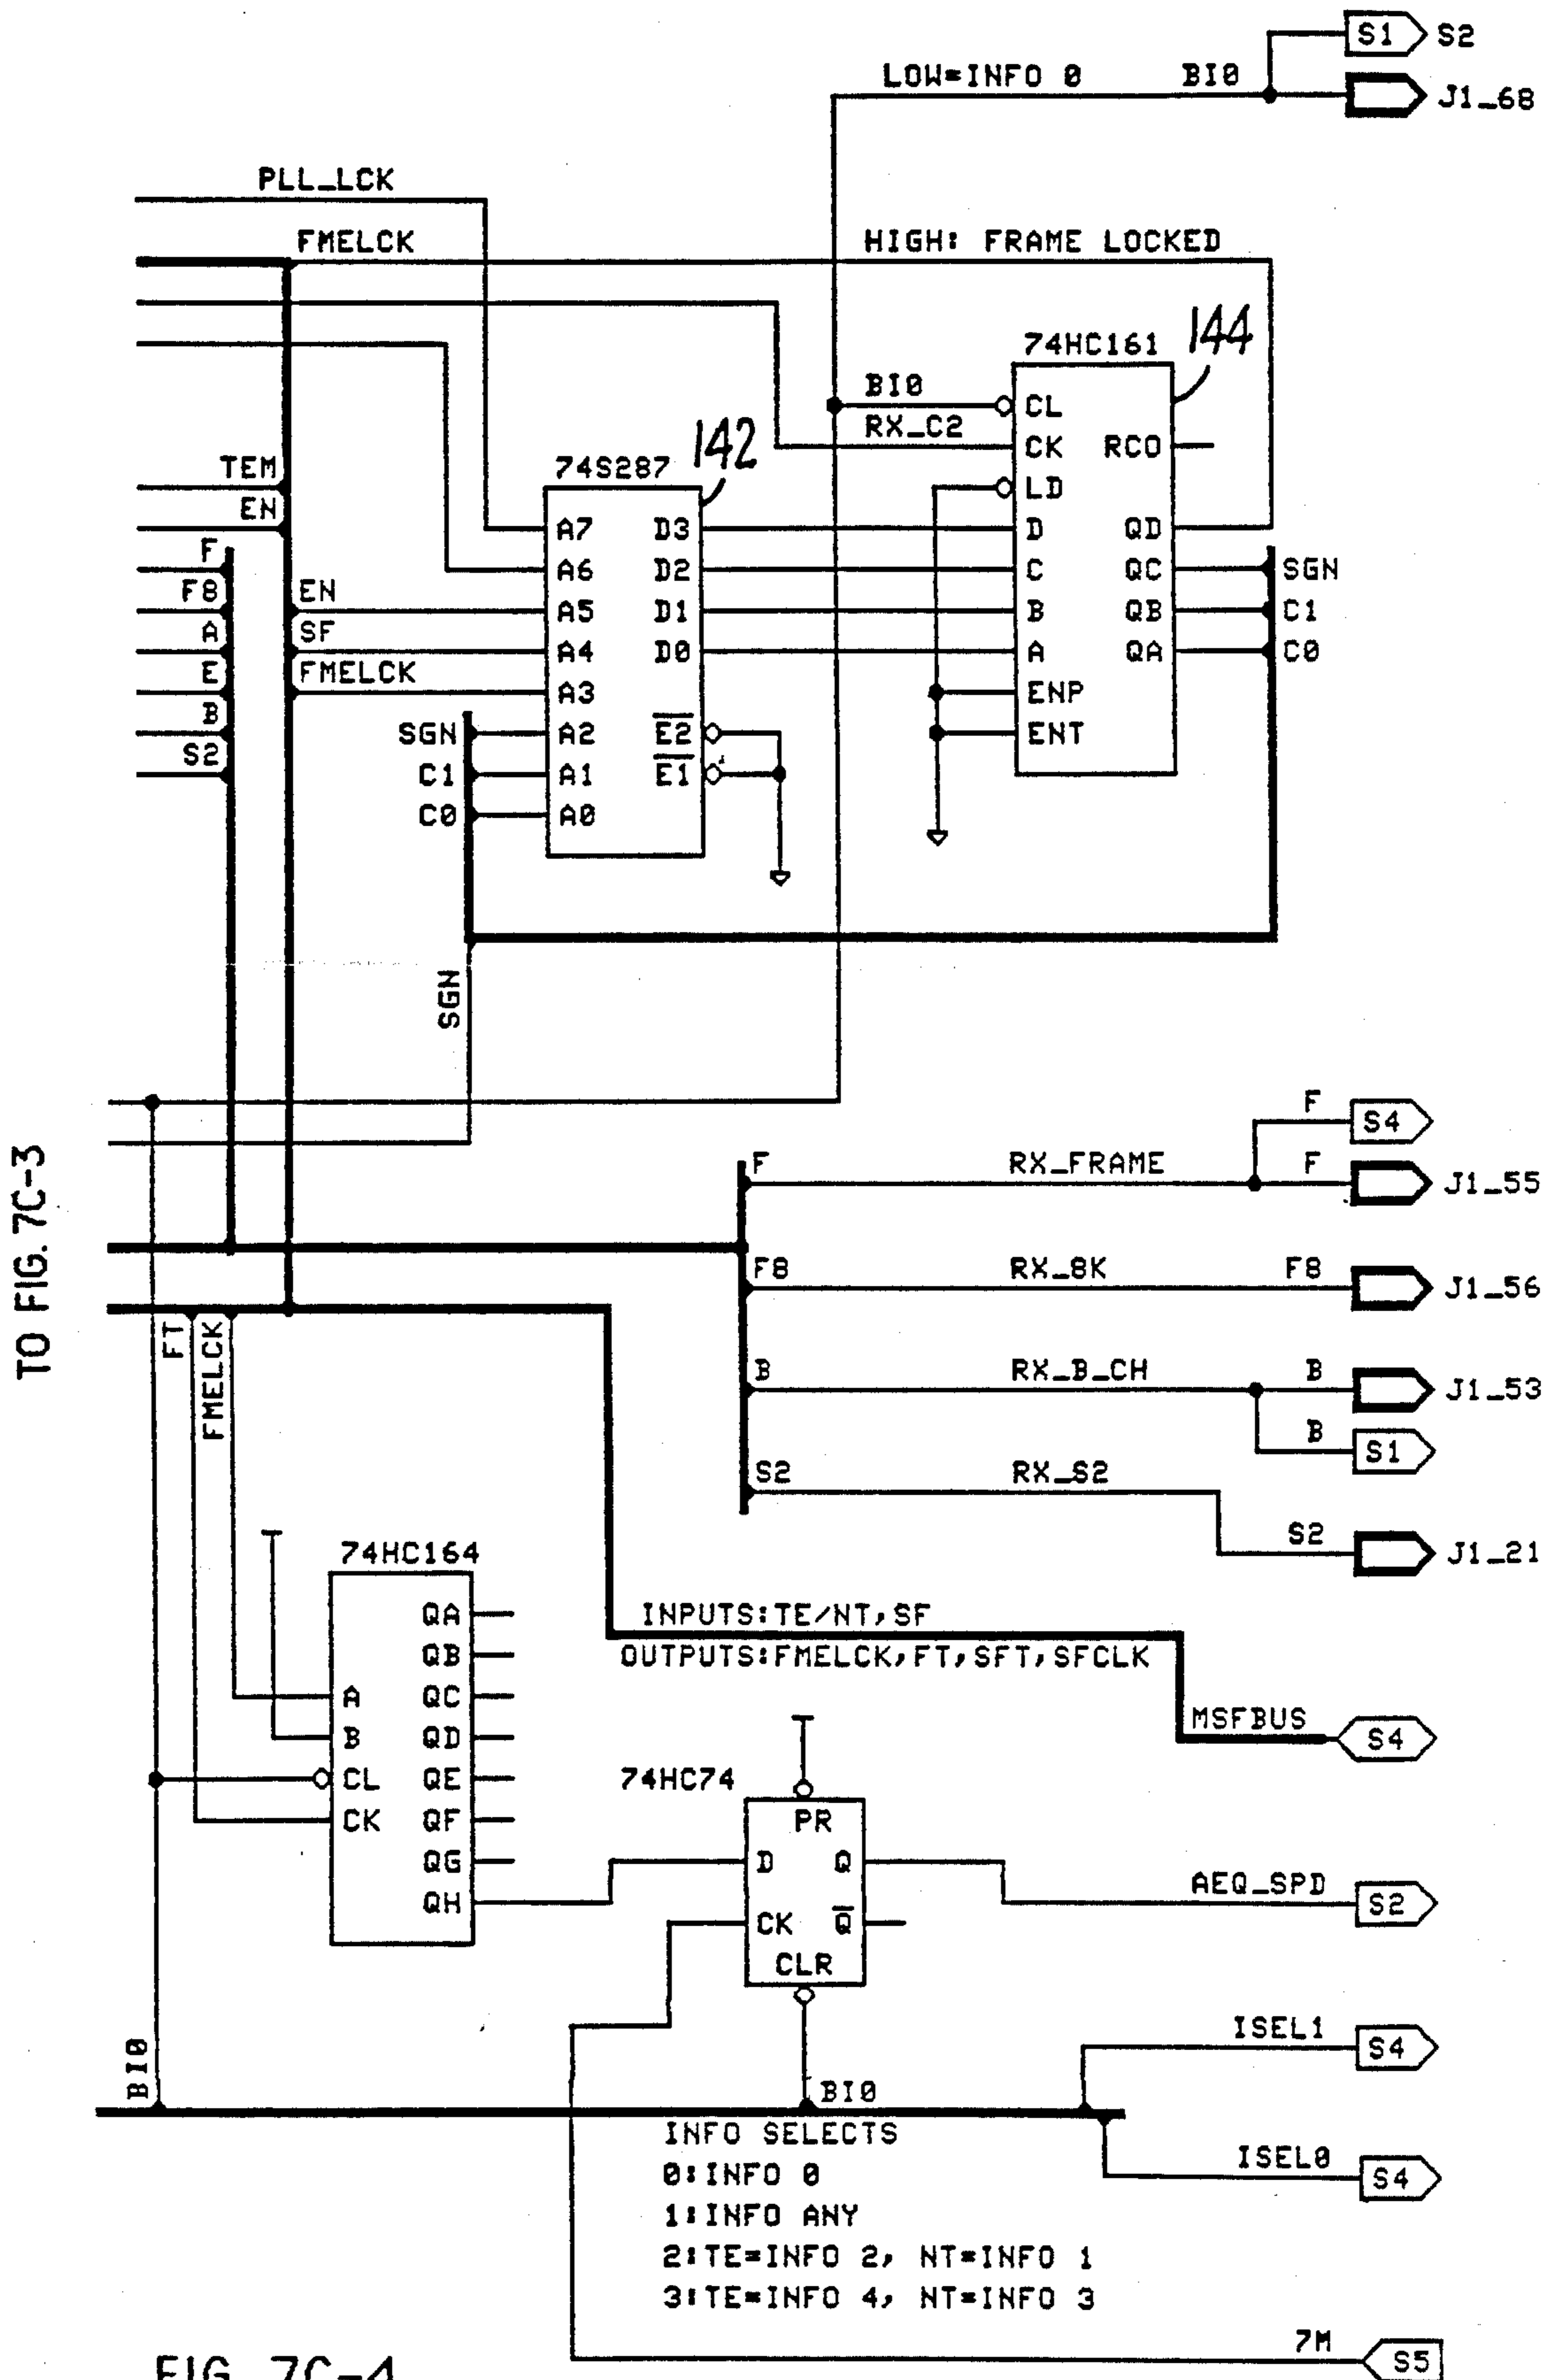 S1 S2
LOW=INFO 0 BI0
J1_68
PLL_LCK
FMELCK HIGH: FRAME LOCKED
74HC161 144
BI0 CL
RX_C2 CK RCO
142
74S287
TEM LD
EN A7 D3 D QD
F A6 D2 C QC SGN
F8 EN A5 D1 B QB C1
A SF A4 D0 A QA C0
E FMELCK A3 ENP
B SGN A2 E2 ENT
S2 C1 A1 E1
C0 A0
SGN
F S4
TO FIG. 7C-3
F RX_FRAME F J1_55
F8 RX_8K F8 J1_56
FT
FMELCK
B RX_B_CH B J1_53
B S1
S2 RX_S2
S2 J1_21
74HC164
QA INPUTS:TE/NT,SF
QB OUTPUTS:FMELCK,FT,SFT,SFCLK
A QC
MSFBUS
B QD S4
CL QE 74HC74
CK QF PR
QG D Q
QH AEQ_SPD S2
CK Q
CLR
ISEL1 S4
BI0
BI0
INFO SELECTS
ISEL0 S4
0:INFO 0
1:INFO ANY
2:TE=INFO 2, NT=INFO 1
3:TE=INFO 4, NT=INFO 3
7M S5
FIG. 7C-4